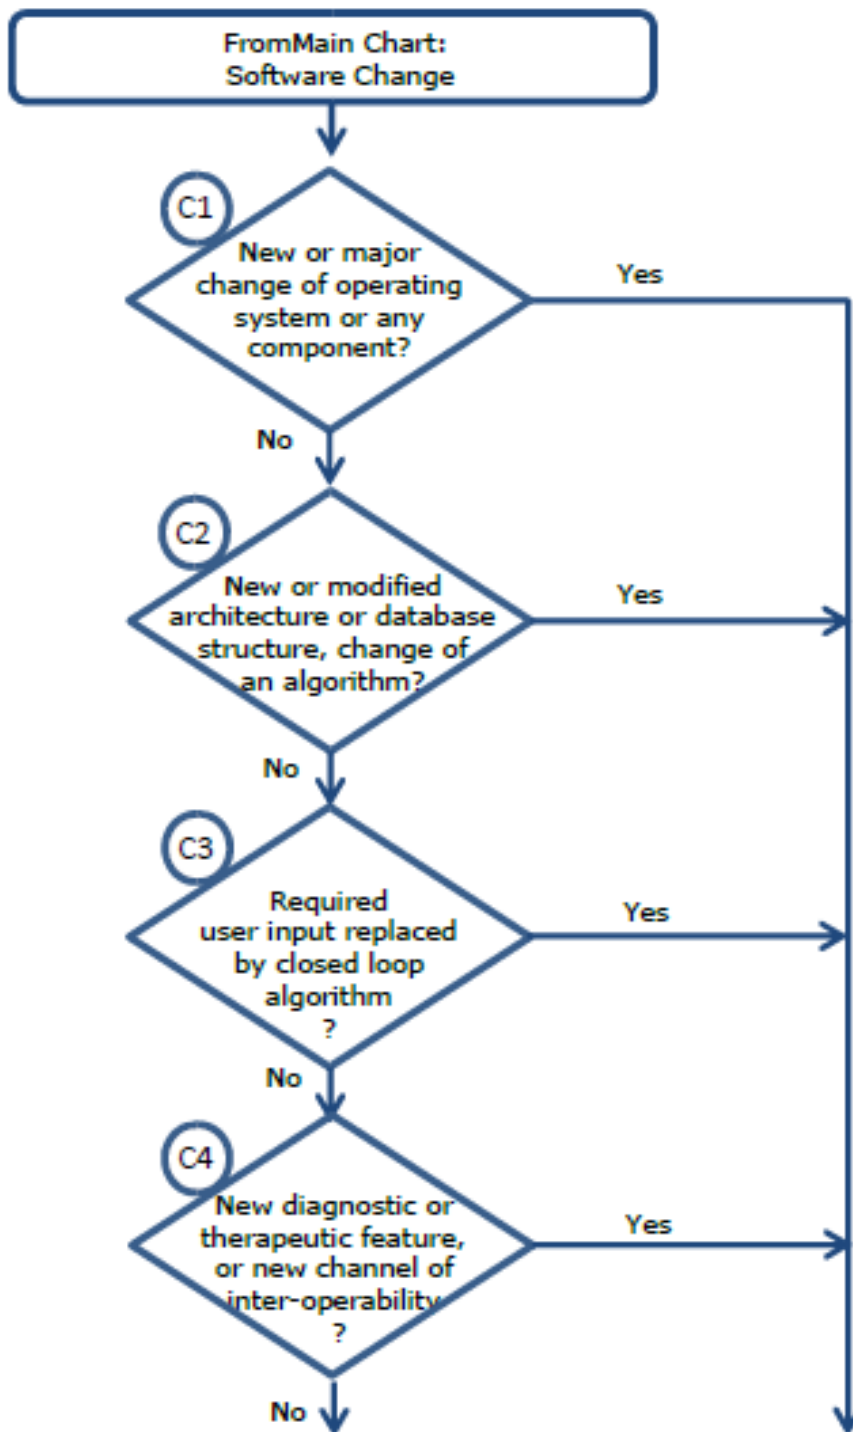 FromMain Chart:
Software Change
C1
New or major
change of operating
system or any
component?
Yes
No
C2
New or modified
architecture or database
structure, change of
an algorithm?
Yes
No
C3
Required
user input replaced
by closed loop
algorithm
?
Yes
No
C4
New diagnostic or
therapeutic feature,
or new channel of
inter-operability
?
Yes
No